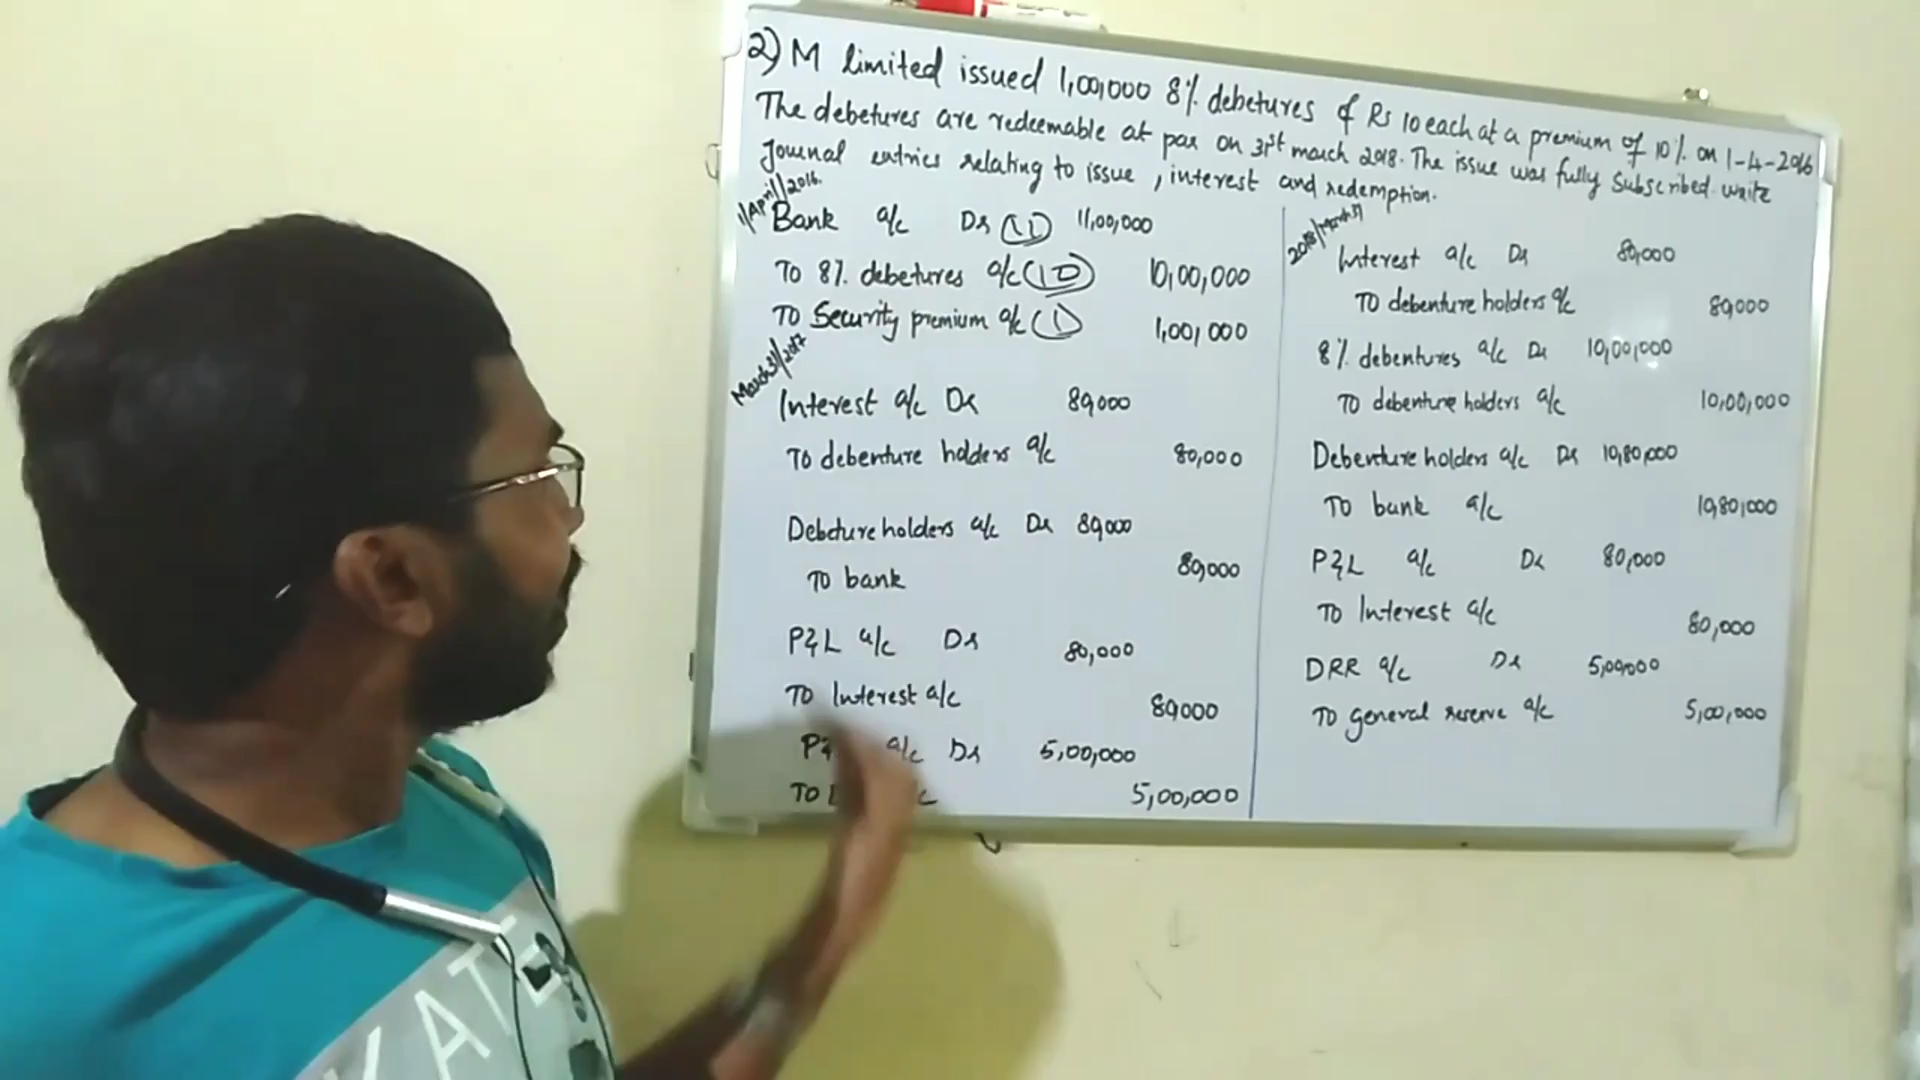 2) M limited issued 1,00,000 8% debetures of Rs 10 each at a premium of 10% on 1-4-2016
The debetures are redeemable at par on 31st march 2018. The issue was fully Subscribed. write
Journal entries relating to issue, interest and redemption.
1/April/2016.
Bank a/c Dr (11) 11,00,000
To 8% debetures a/c (10) 10,00,000
To Security premium a/c (1) 1,00,000
March 31/2017
Interest a/c Dr 80,000
To debenture holders a/c 80,000
Debeture holders a/c Dr 80,000
To bank 80,000
P&L a/c Dr 80,000
To Interest a/c 80,000
a/c Dr 5,00,000
To 5,00,000
2018/March 31
Interest a/c Dr 80,000
To debenture holders a/c 80,000
8% debentures a/c Dr 10,00,000
To debenture holders a/c 10,00,000
Debenture holders a/c Dr 10,80,000
To bank a/c 10,80,000
P&L a/c Dr 80,000
To Interest a/c 80,000
DRR a/c Dr 5,00,000
To general reserve a/c 5,00,000
KATE